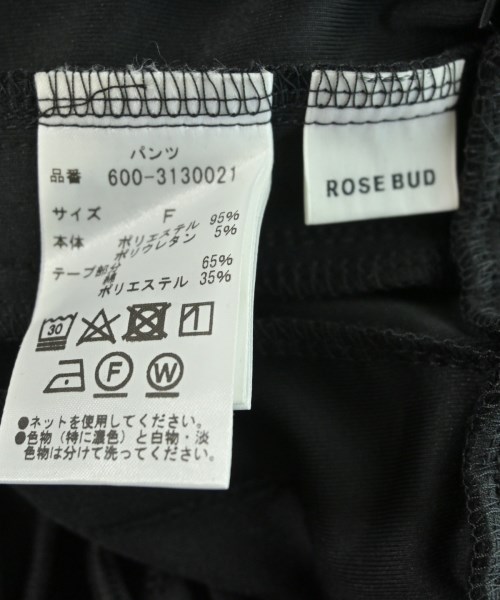 パンツ
品番 600-3130021
サイズ F
本体 ポリエステル 95%
ポリウレタン 5%
テープ部分
綿 65%
ポリエステル 35%
30
F W
●ネットを使用してください。
●色物（特に濃色）と白物・淡
色物は分けて洗ってください。
ROSE BUD